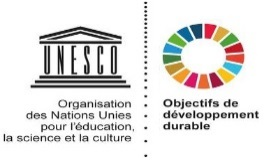 UNESCO
Organisation
des Nations Unies
pour l'éducation,
la science et la culture
Objectifs de
développement
durable